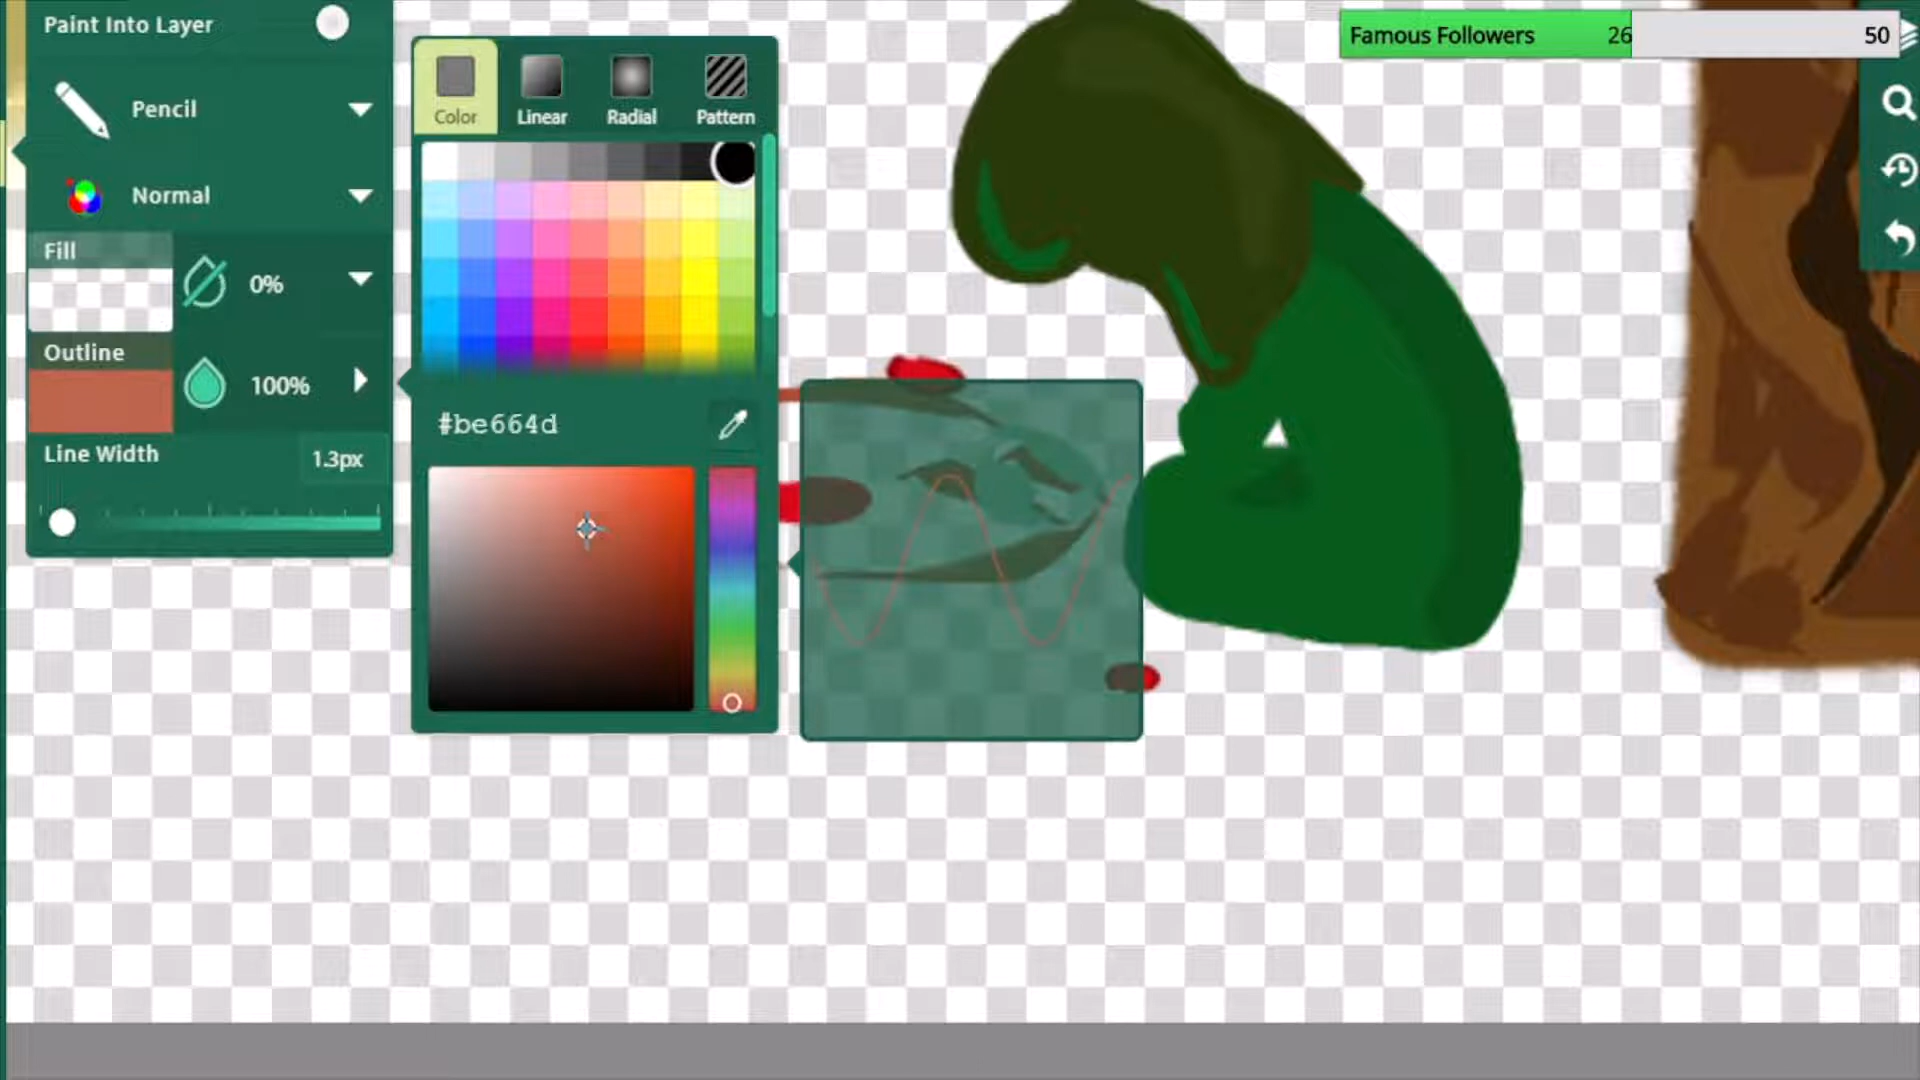 Paint Into Layer
Pencil
Normal
Fill
0%
Outline
100%
Line Width
1.3px
Color
Linear
Radial
Pattern
#be664d
Famous Followers
26
50